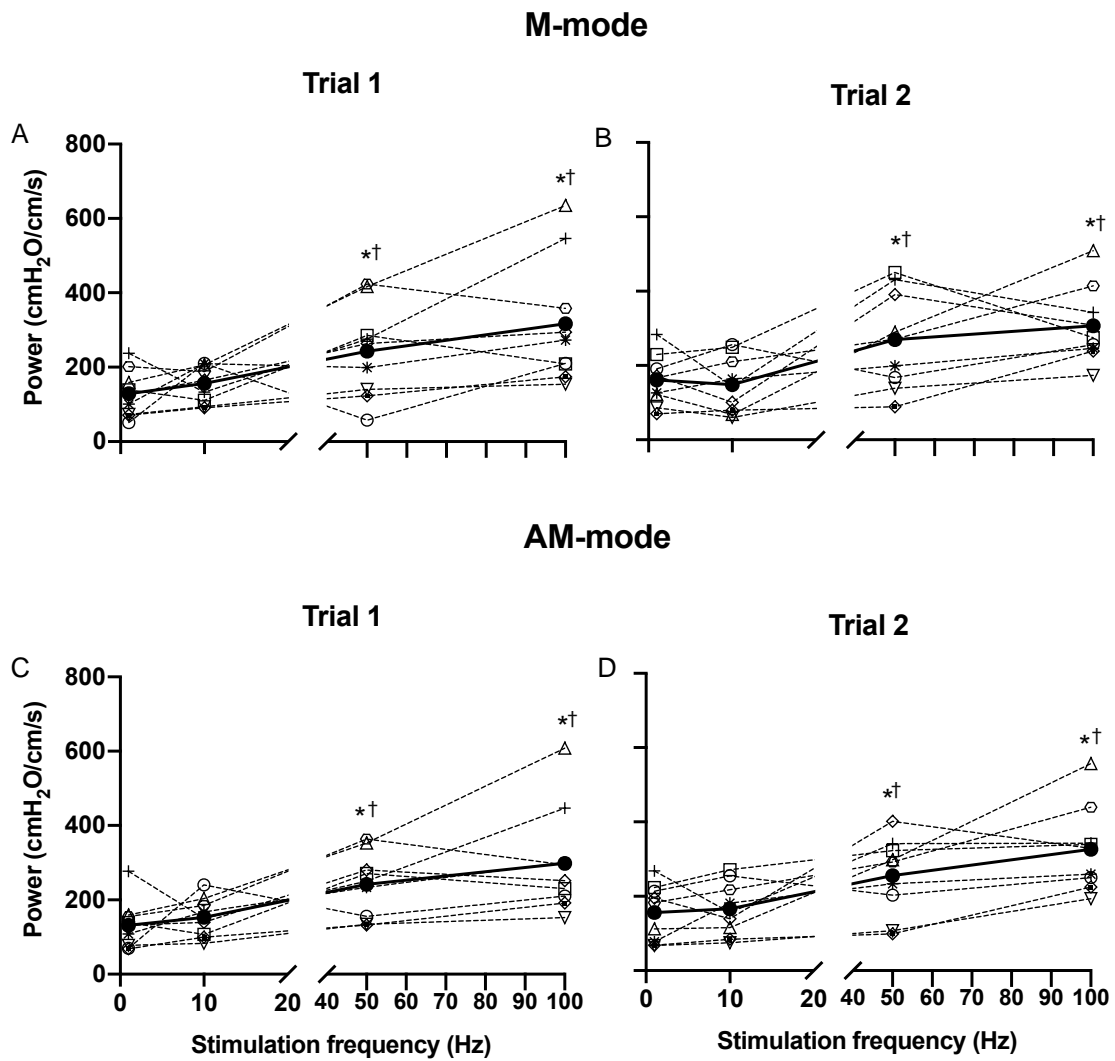 M-mode
Trial 1
Trial 2
A
B
Power (cmH₂O/cm/s)
800
600
400
200
0
*†
*†
*†
*†
AM-mode
Trial 1
Trial 2
C
D
Power (cmH₂O/cm/s)
800
600
400
200
0
*†
*†
*†
*†
0 10 20 40 50 60 70 80 90 100
0 10 20 40 50 60 70 80 90 100
Stimulation frequency (Hz)
Stimulation frequency (Hz)